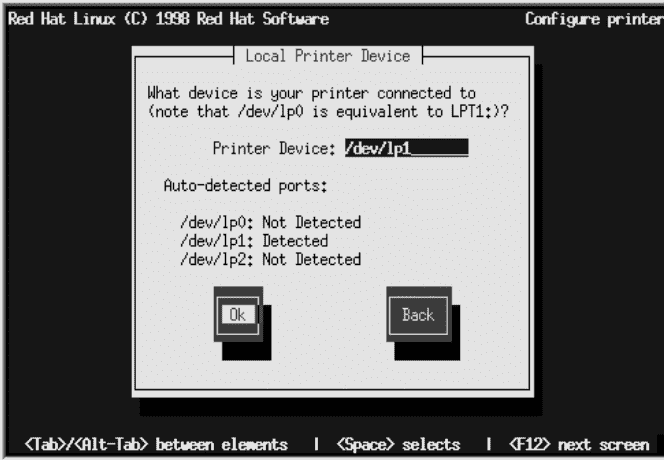 Red Hat Linux (C) 1998 Red Hat Software Configure printer
Local Printer Device
What device is your printer connected to
(note that /dev/lp0 is equivalent to LPT1:)?
Printer Device: /dev/lp1_______
Auto-detected ports:
/dev/lp0: Not Detected
/dev/lp1: Detected
/dev/lp2: Not Detected
Ok Back
<Tab>/<Alt-Tab> between elements | <Space> selects | <F12> next screen